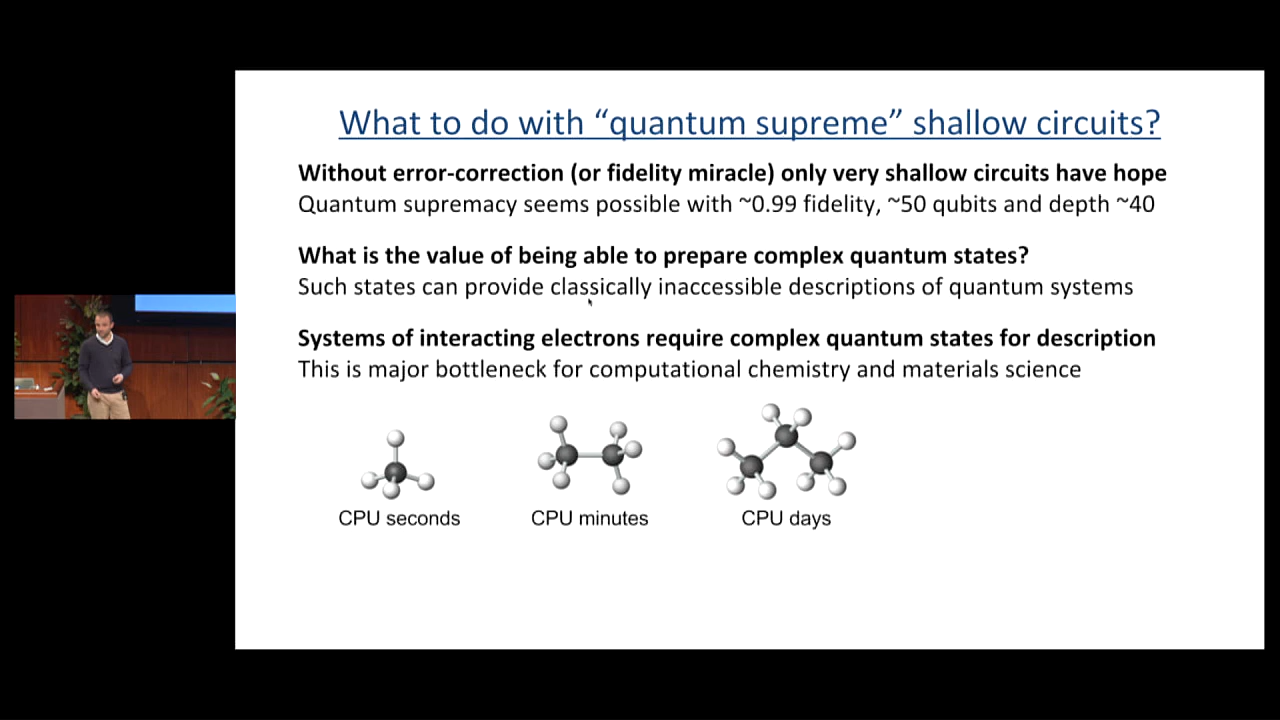 What to do with “quantum supreme” shallow circuits?
Without error-correction (or fidelity miracle) only very shallow circuits have hope
Quantum supremacy seems possible with ~0.99 fidelity, ~50 qubits and depth ~40
What is the value of being able to prepare complex quantum states?
Such states can provide classically inaccessible descriptions of quantum systems
Systems of interacting electrons require complex quantum states for description
This is major bottleneck for computational chemistry and materials science
CPU seconds
CPU minutes
CPU days